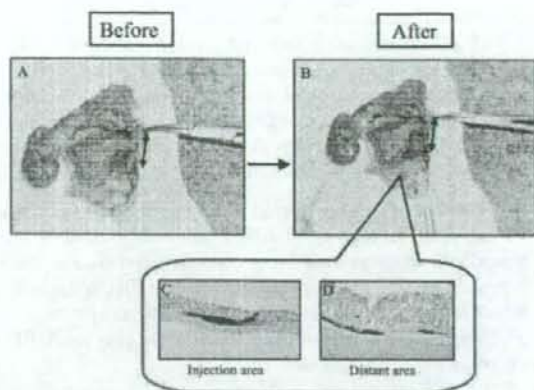 Before
After
A
B
C
D
Injection area
Distant area